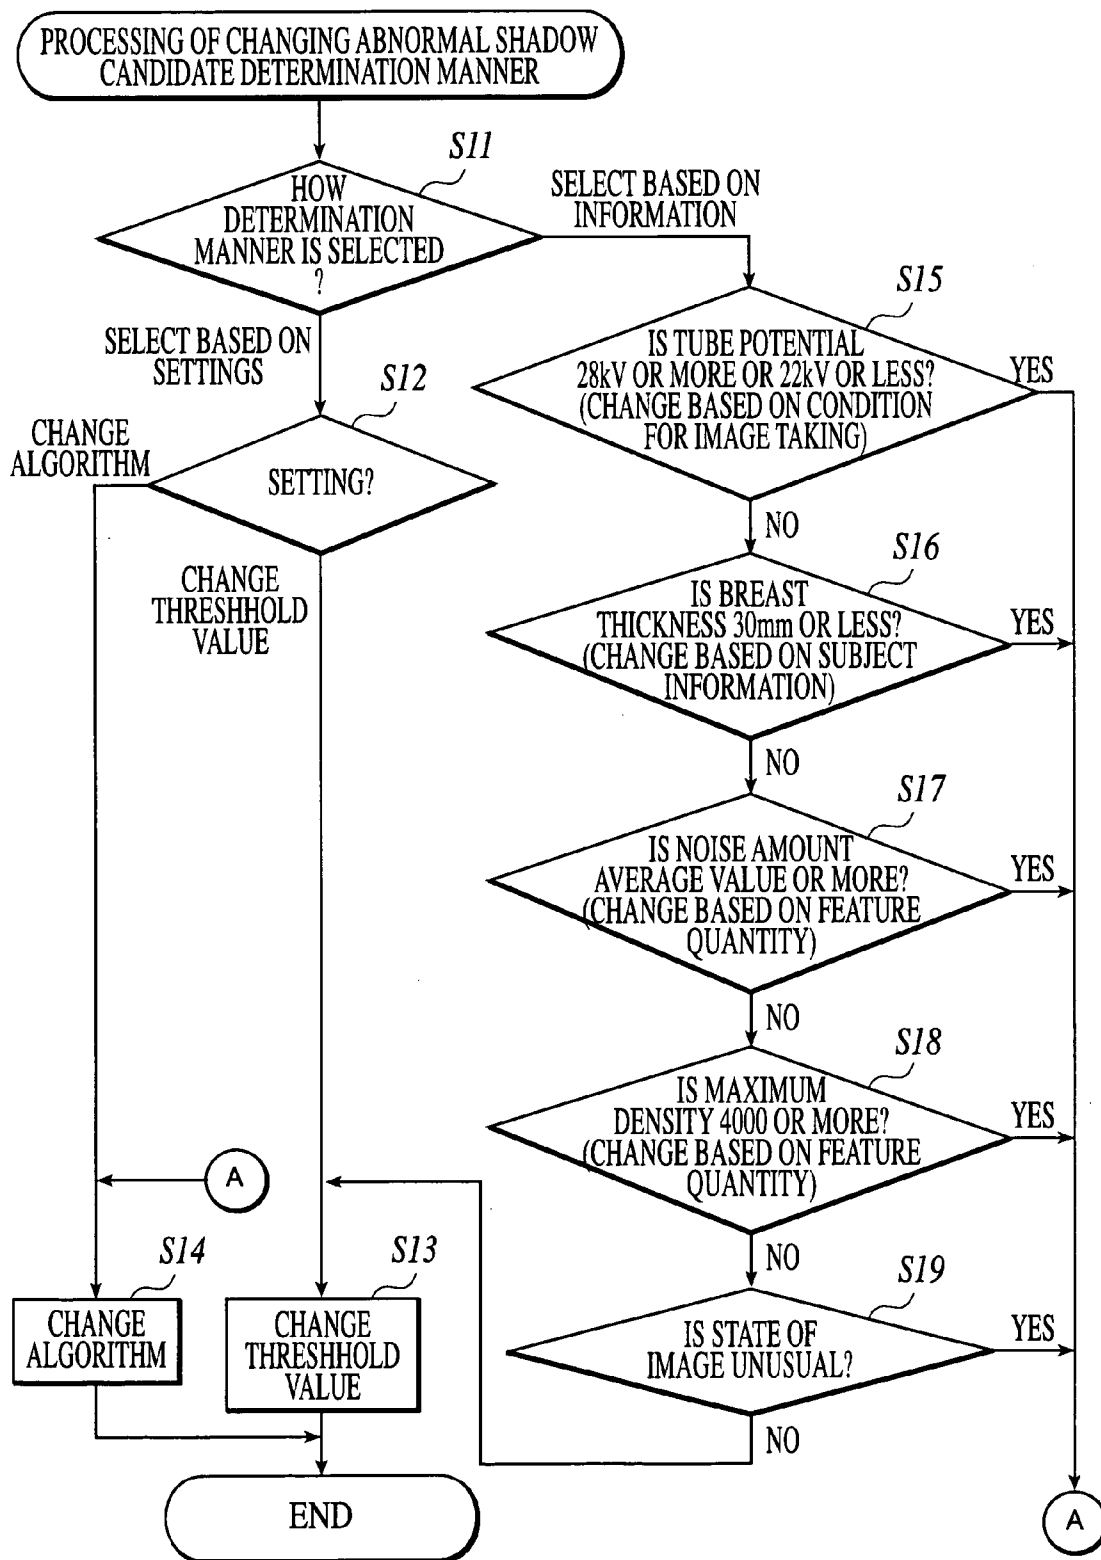 PROCESSING OF CHANGING ABNORMAL SHADOW
CANDIDATE DETERMINATION MANNER
S11
HOW
DETERMINATION
MANNER IS SELECTED
?
SELECT BASED ON
INFORMATION
SELECT BASED ON
SETTINGS
S12
SETTING?
CHANGE
ALGORITHM
CHANGE
THRESHHOLD
VALUE
S15
IS TUBE POTENTIAL
28kV OR MORE OR 22kV OR LESS?
(CHANGE BASED ON CONDITION
FOR IMAGE TAKING)
YES
NO
S16
IS BREAST
THICKNESS 30mm OR LESS?
(CHANGE BASED ON SUBJECT
INFORMATION)
YES
NO
S17
IS NOISE AMOUNT
AVERAGE VALUE OR MORE?
(CHANGE BASED ON FEATURE
QUANTITY)
YES
NO
S18
IS MAXIMUM
DENSITY 4000 OR MORE?
(CHANGE BASED ON FEATURE
QUANTITY)
YES
NO
S19
IS STATE OF
IMAGE UNUSUAL?
YES
NO
A
S14
CHANGE
ALGORITHM
S13
CHANGE
THRESHHOLD
VALUE
END
A